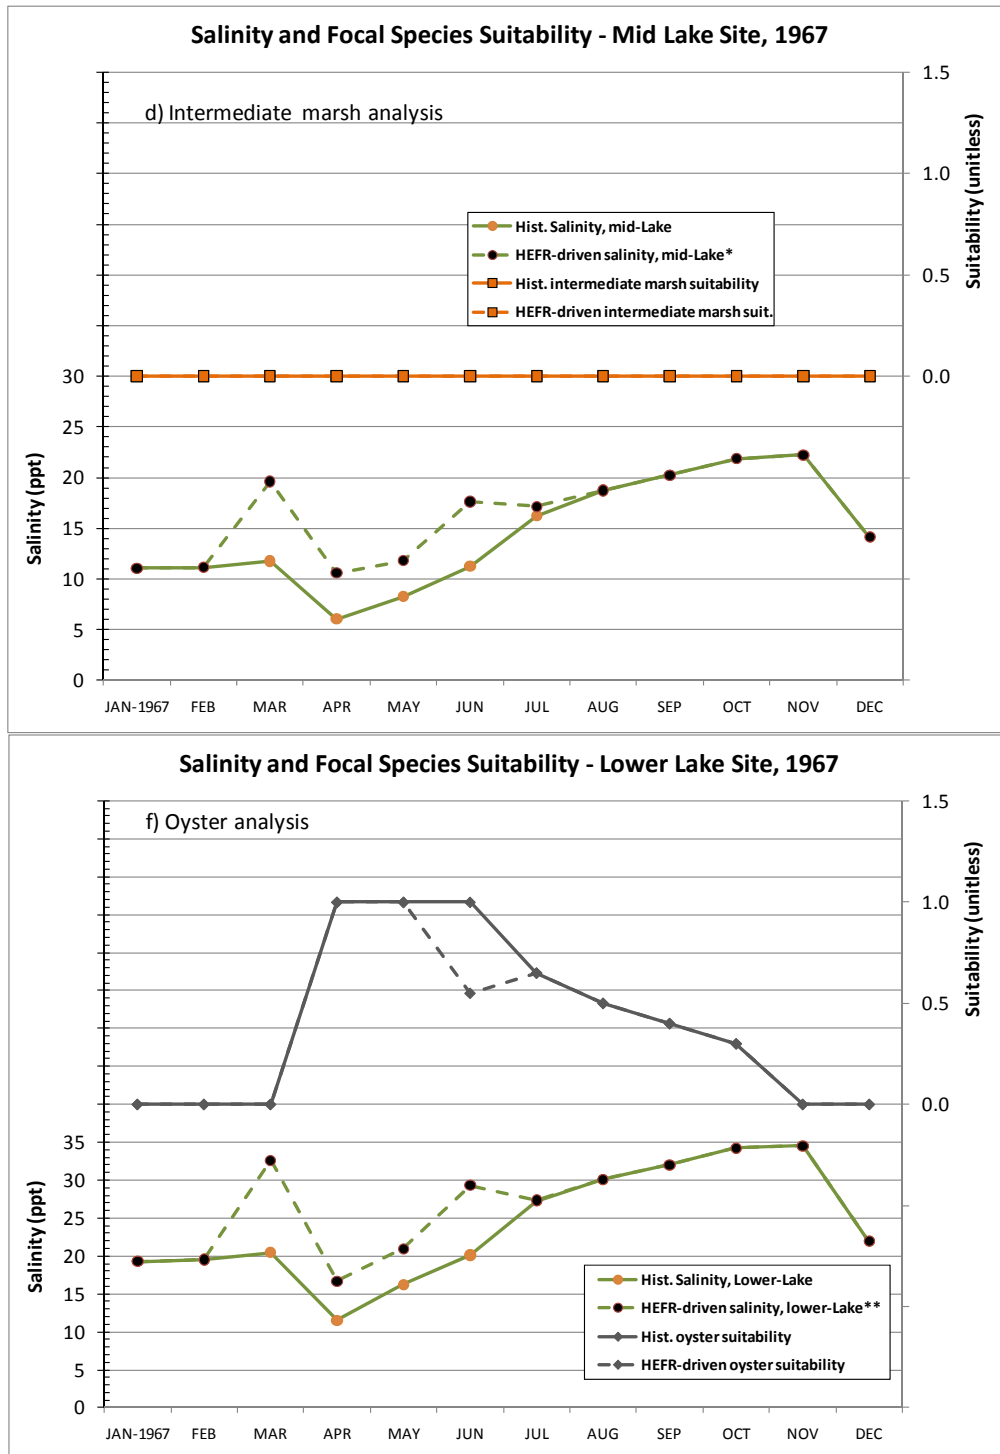 Salinity and Focal Species Suitability - Mid Lake Site, 1967
d) Intermediate marsh analysis
1.5
1.0
0.5
0.0
Suitability (unitless)
Hist. Salinity, mid-Lake
HEFR-driven salinity, mid-Lake*
Hist. intermediate marsh suitability
HEFR-driven intermediate marsh suit.
30
25
20
15
10
5
0
Salinity (ppt)
JAN-1967 FEB MAR APR MAY JUN JUL AUG SEP OCT NOV DEC
Salinity and Focal Species Suitability - Lower Lake Site, 1967
f) Oyster analysis
1.5
1.0
0.5
0.0
Suitability (unitless)
35
30
25
20
15
10
5
0
Salinity (ppt)
Hist. Salinity, Lower-Lake
HEFR-driven salinity, lower-Lake**
Hist. oyster suitability
HEFR-driven oyster suitability
JAN-1967 FEB MAR APR MAY JUN JUL AUG SEP OCT NOV DEC